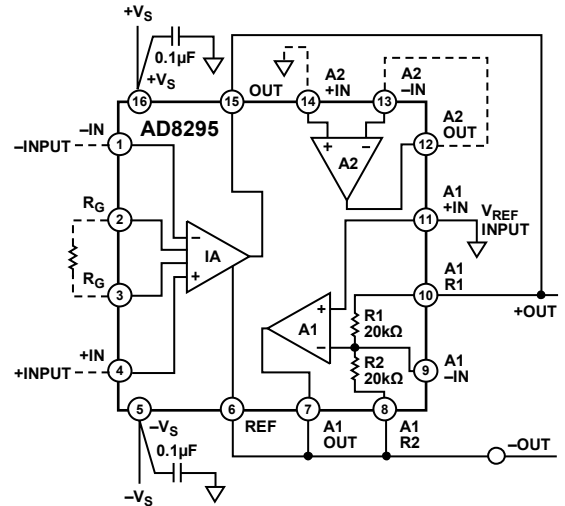 +VS
0.1µF
+VS
16
15
OUT
14
A2
+IN
13
A2
–IN
AD8295
–IN
–INPUT
1
A2
OUT
12
+
–
A2
RG
2
A1
+IN
11
VREF
INPUT
–
IA
+
RG
3
A1
R1
10
+OUT
+
A1
–
R1
20kΩ
R2
20kΩ
A1
–IN
9
+IN
+INPUT
4
5
–VS
6
REF
7
A1
OUT
8
A1
R2
0.1µF
–OUT
–VS